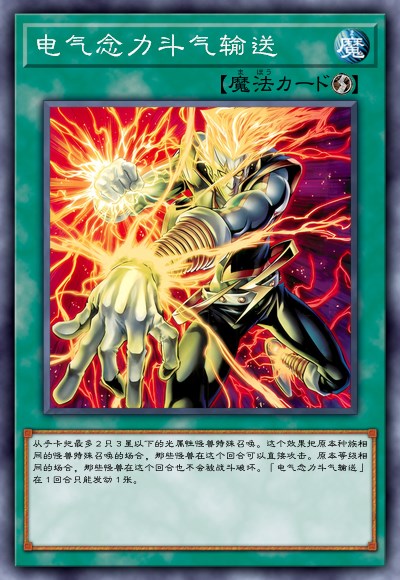 电气念力斗气输送
魔
【魔法カード】
まほう
从手卡把最多2只3星以下的光属性怪兽特殊召唤。这个效果把原本种族相
同的怪兽特殊召唤的场合，那些怪兽在这个回合可以直接攻击。原本等级相
同的场合，那些怪兽在这个回合也不会被战斗破坏。「电气念力斗气输送」
在1回合只能发动1张。